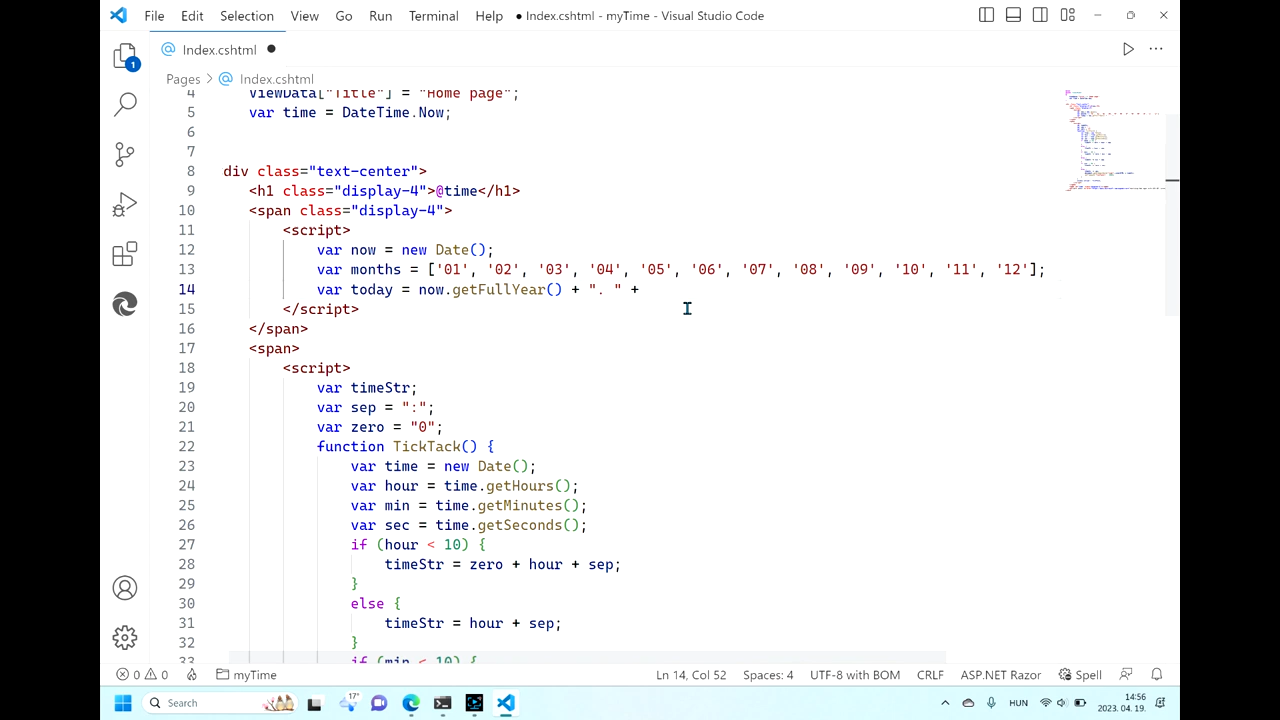 File Edit Selection View Go Run Terminal Help ● Index.cshtml - myTime - Visual Studio Code
Index.cshtml ●
Pages > Index.cshtml
4 ViewData["Title"] = "Home page";
5 var time = DateTime.Now;
6
7
8 div class="text-center">
9 <h1 class="display-4">@time</h1>
10 <span class="display-4">
11 <script>
12 var now = new Date();
13 var months = ['01', '02', '03', '04', '05', '06', '07', '08', '09', '10', '11', '12'];
14 var today = now.getFullYear() + ". " +
15 </script>
16 </span>
17 <span>
18 <script>
19 var timeStr;
20 var sep = ":";
21 var zero = "0";
22 function TickTack() {
23 var time = new Date();
24 var hour = time.getHours();
25 var min = time.getMinutes();
26 var sec = time.getSeconds();
27 if (hour < 10) {
28 timeStr = zero + hour + sep;
29 }
30 else {
31 timeStr = hour + sep;
32 }
33 if (min < 10) {
1
0 0 myTime Ln 14, Col 52 Spaces: 4 UTF-8 with BOM CRLF ASP.NET Razor Spell
Search 17° HUN 14:56
2023. 04. 19.